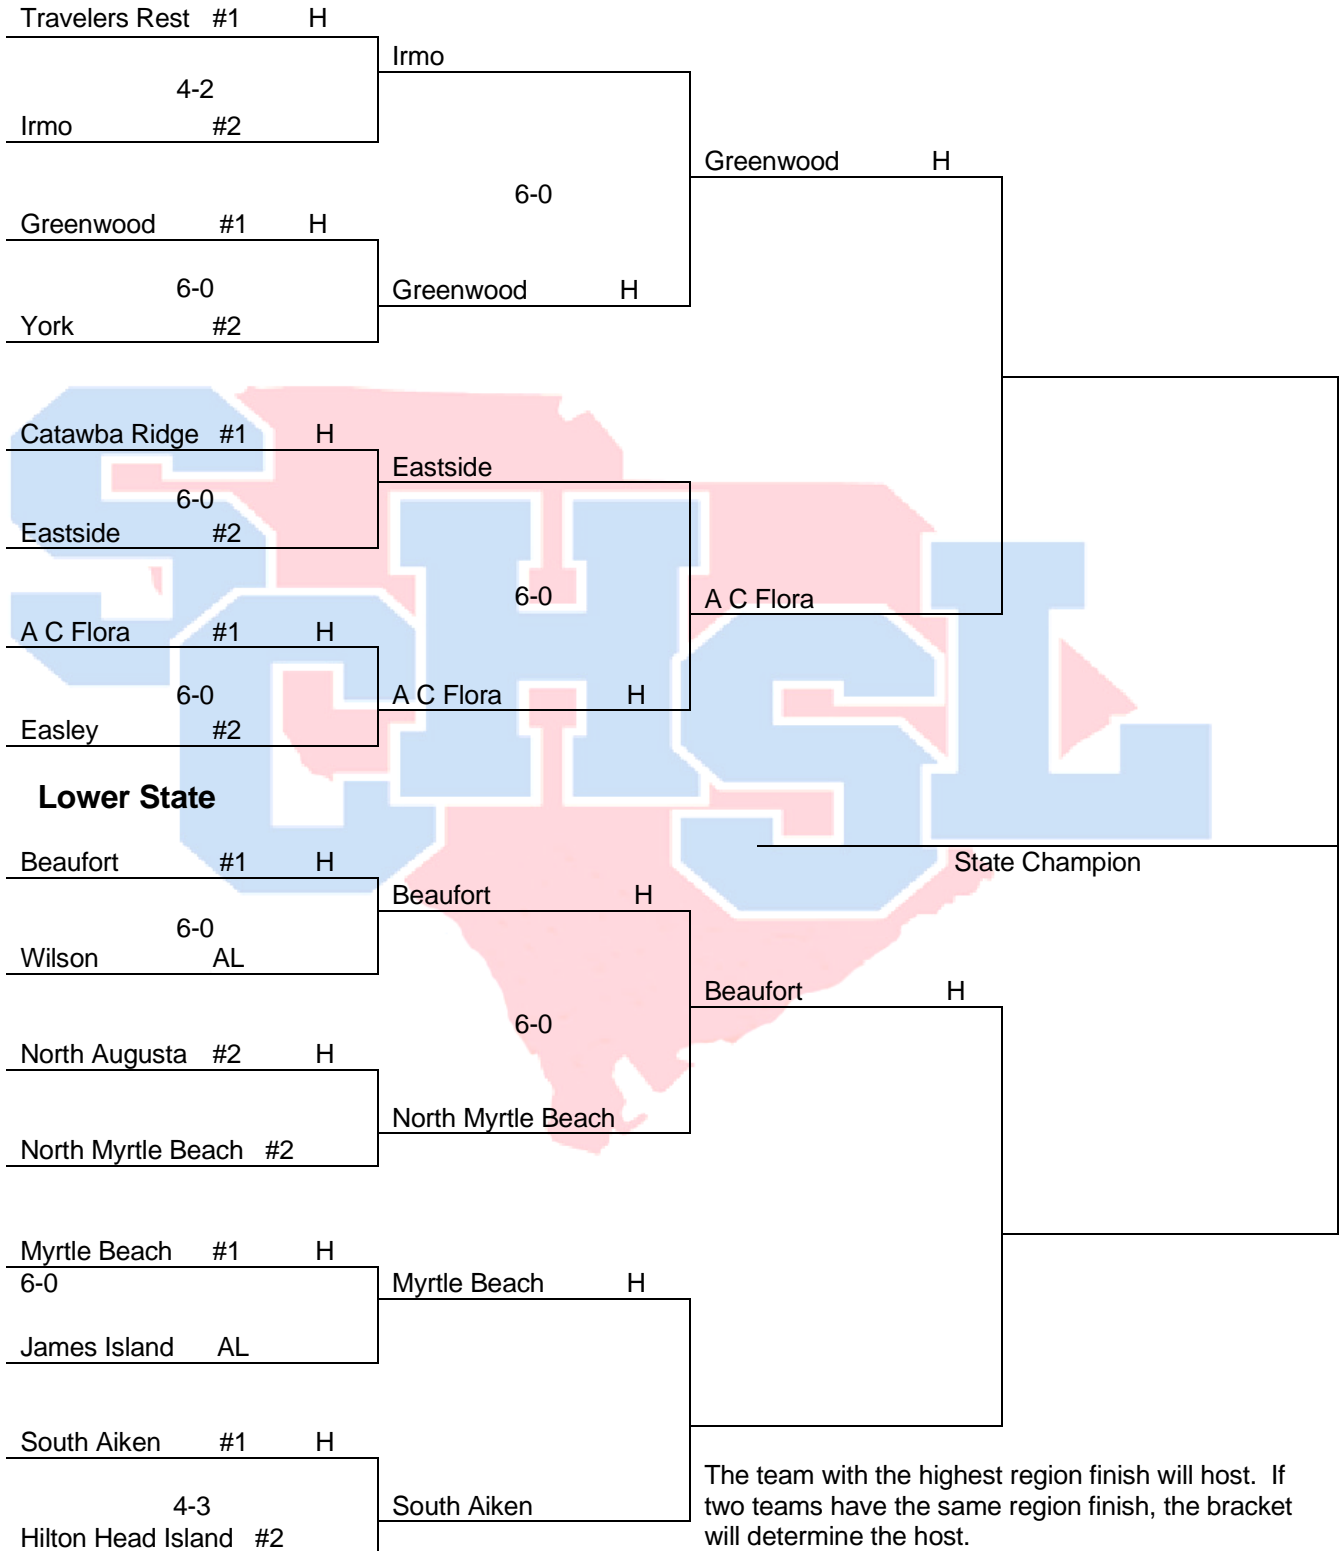 Travelers Rest #1 H
Irmo
4-2
Irmo #2
Greenwood H
6-0
Greenwood #1 H
6-0
Greenwood H
York #2
Catawba Ridge #1 H
Eastside
6-0
Eastside #2
6-0
A C Flora
A C Flora #1 H
6-0
A C Flora H
Easley #2
Lower State
Beaufort #1 H
State Champion
Beaufort H
6-0
Wilson AL
Beaufort H
6-0
North Augusta #2 H
North Myrtle Beach
North Myrtle Beach #2
Myrtle Beach #1 H
6-0
Myrtle Beach H
James Island AL
South Aiken #1 H
The team with the highest region finish will host. If
two teams have the same region finish, the bracket
will determine the host.
4-3
South Aiken
Hilton Head Island #2
SCHSL